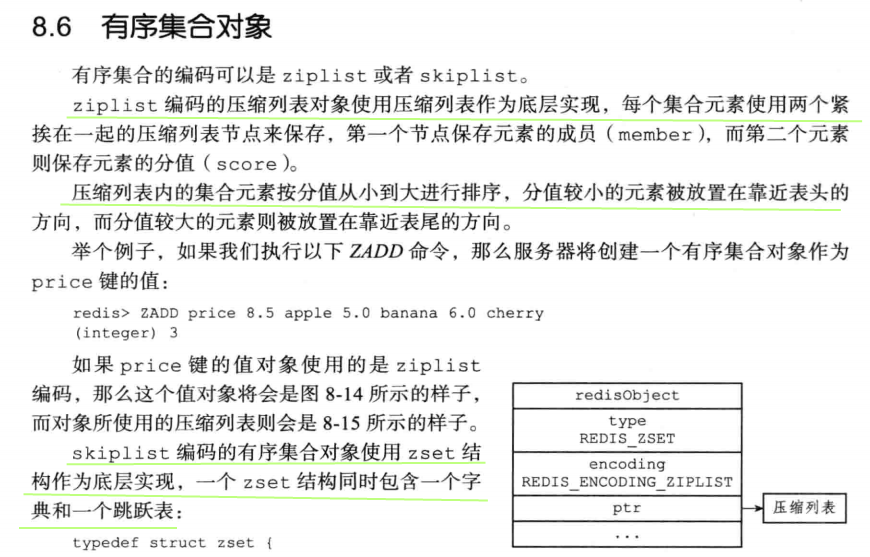 8.6 有序集合对象
有序集合的编码可以是 ziplist 或者 skiplist。
ziplist 编码的压缩列表对象使用压缩列表作为底层实现，每个集合元素使用两个紧
挨在一起的压缩列表节点来保存，第一个节点保存元素的成员（member），而第二个元素
则保存元素的分值（score）。
压缩列表内的集合元素按分值从小到大进行排序，分值较小的元素被放置在靠近表头的
方向，而分值较大的元素则被放置在靠近表尾的方向。
举个例子，如果我们执行以下 ZADD 命令，那么服务器将创建一个有序集合对象作为
price 键的值：
redis> ZADD price 8.5 apple 5.0 banana 6.0 cherry
(integer) 3
如果 price 键的值对象使用的是 ziplist
编码，那么这个值对象将会是图 8-14 所示的样子，
而对象所使用的压缩列表则会是 8-15 所示的样子。
skiplist 编码的有序集合对象使用 zset 结
构作为底层实现，一个 zset 结构同时包含一个字
典和一个跳跃表：
typedef struct zset {
redisObject
type
REDIS_ZSET
encoding
REDIS_ENCODING_ZIPLIST
ptr
压缩列表
...